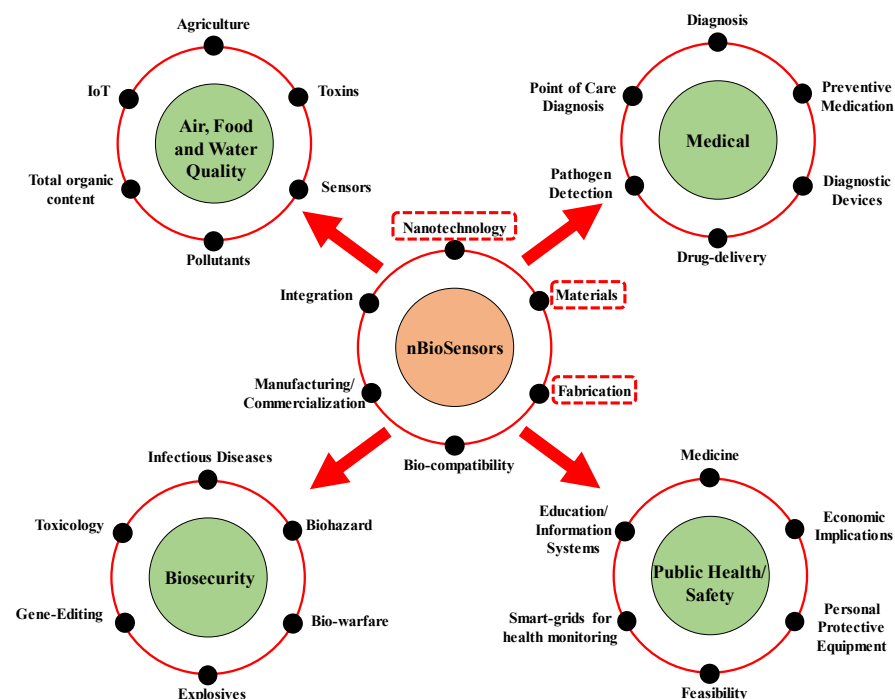 Agriculture
IoT
Toxins
Air, Food
and Water
Quality
Total organic
content
Sensors
Pollutants
Diagnosis
Point of Care
Diagnosis
Preventive
Medication
Medical
Pathogen
Detection
Diagnostic
Devices
Drug-delivery
Nanotechnology
Integration
Materials
nBioSensors
Manufacturing/
Commercialization
Fabrication
Bio-compatibility
Infectious Diseases
Toxicology
Biohazard
Biosecurity
Gene-Editing
Bio-warfare
Explosives
Medicine
Education/
Information
Systems
Economic
Implications
Public Health/
Safety
Smart-grids for
health monitoring
Personal
Protective
Equipment
Feasibility